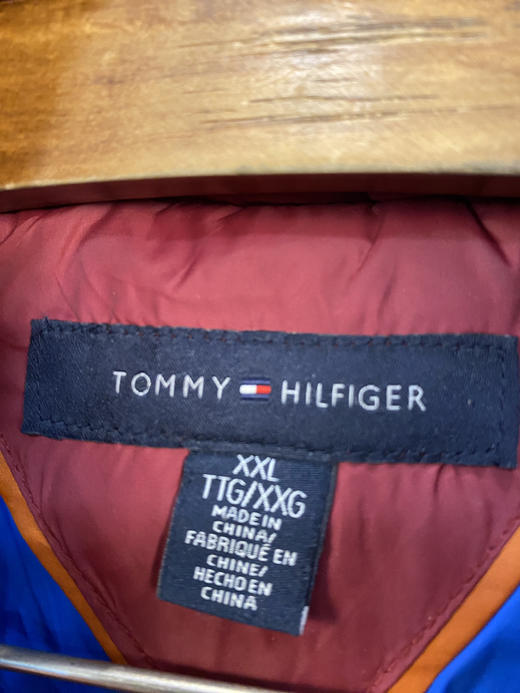 TOMMY HILFIGER
XXL
TTG/XXG
MADE IN
CHINA/
FABRIQUÉ EN
CHINE/
HECHO EN
CHINA